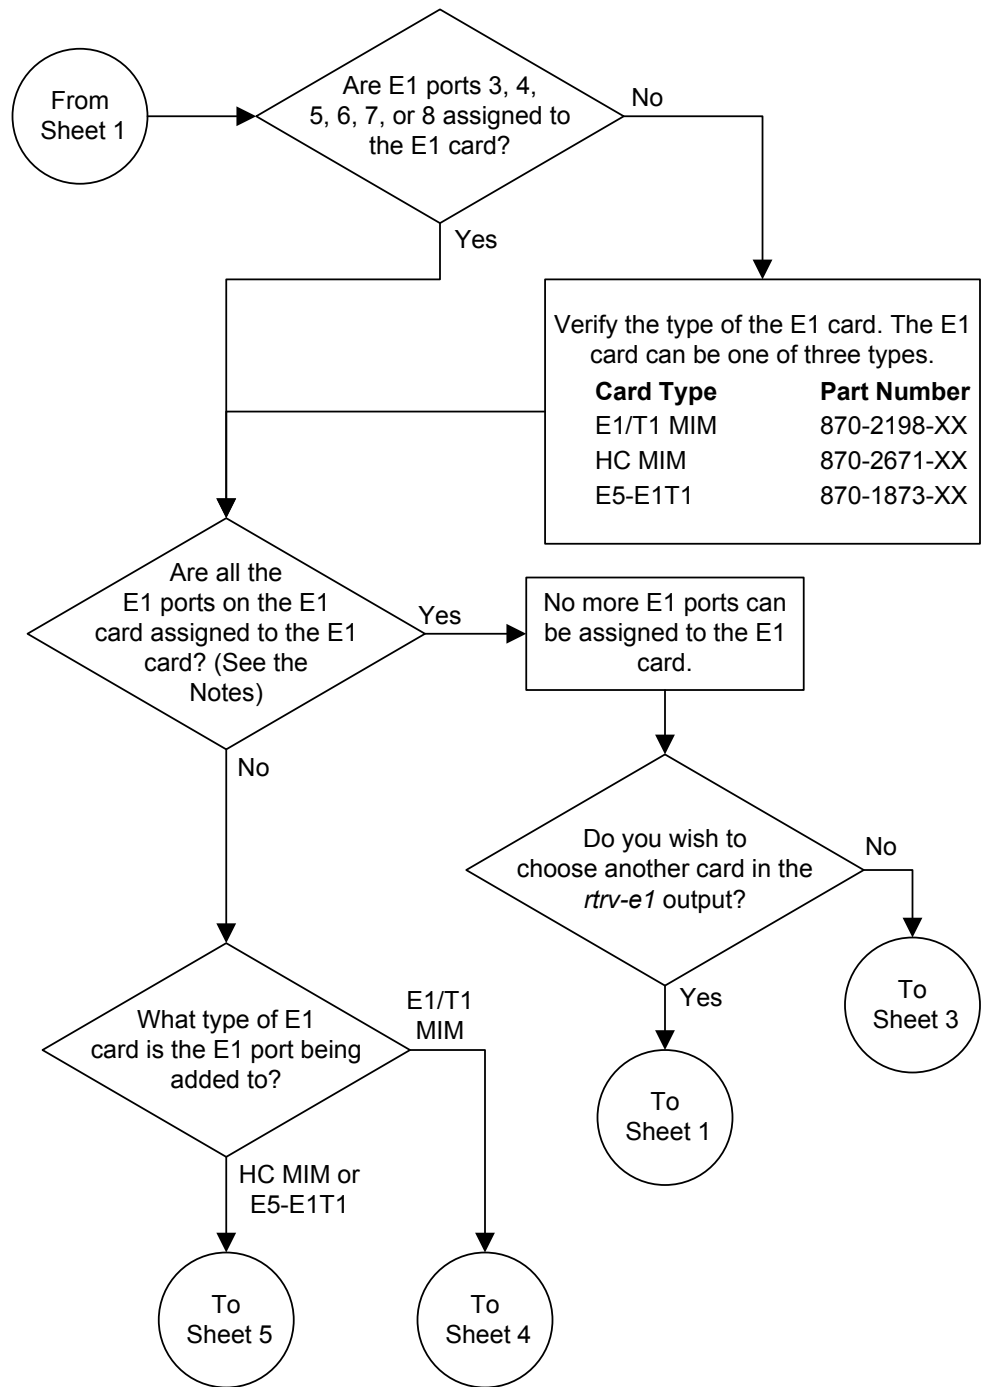 From
Sheet 1
Are E1 ports 3, 4,
5, 6, 7, or 8 assigned to
the E1 card?
No
Yes
Verify the type of the E1 card. The E1
card can be one of three types.
Card Type Part Number
E1/T1 MIM 870-2198-XX
HC MIM 870-2671-XX
E5-E1T1 870-1873-XX
Are all the
E1 ports on the E1
card assigned to the E1
card? (See the
Notes)
Yes
No more E1 ports can
be assigned to the E1
card.
No
Do you wish to
choose another card in the
rtrv-e1 output?
No
Yes
To
Sheet 3
To
Sheet 1
What type of E1
card is the E1 port being
added to?
E1/T1
MIM
HC MIM or
E5-E1T1
To
Sheet 5
To
Sheet 4